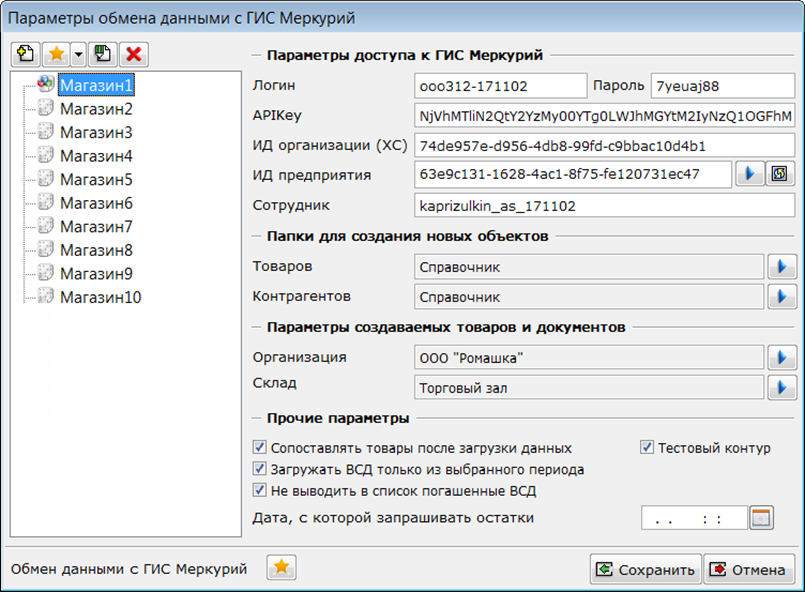 Параметры обмена данными с ГИС Меркурий
Магазин1
Магазин2
Магазин3
Магазин4
Магазин5
Магазин6
Магазин7
Магазин8
Магазин9
Магазин10
Параметры доступа к ГИС Меркурий
Логин ooo312-171102 Пароль 7yeuaj88
APIKey NjVhMTliN2QtY2YzMy00YTg0LWJhMGYtM2IyNzQ1OGFhM
ИД организации (ХС) 74de957e-d956-4db8-99fd-c9bbac10d4b1
ИД предприятия 63e9c131-1628-4ac1-8f75-fe120731ec47
Сотрудник kaprizulkin_as_171102
Папки для создания новых объектов
Товаров Справочник
Контрагентов Справочник
Параметры создаваемых товаров и документов
Организация ООО "Ромашка"
Склад Торговый зал
Прочие параметры
Сопоставлять товары после загрузки данных Тестовый контур
Загружать ВСД только из выбранного периода
Не выводить в список погашенные ВСД
Дата, с которой запрашивать остатки . . : :
Обмен данными с ГИС Меркурий Сохранить Отмена